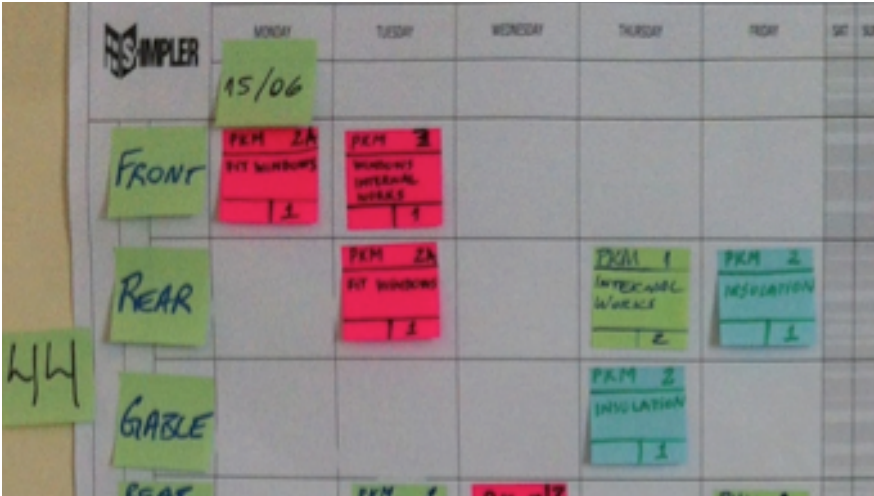 SIMPLER
MONDAY TUESDAY WEDNESDAY THURSDAY FRIDAY SAT
15/06
FRONT
PKM 2A
FIT WINDOWS
1
PKM 3
WINDOWS
INTERNAL
WORKS
1
REAR
PKM 2A
FIT WINDOWS
1
PKM 1
INTERNAL
WORKS
2
PKM 2
INSULATION
1
44
GABLE
PKM 2
INSULATION
1